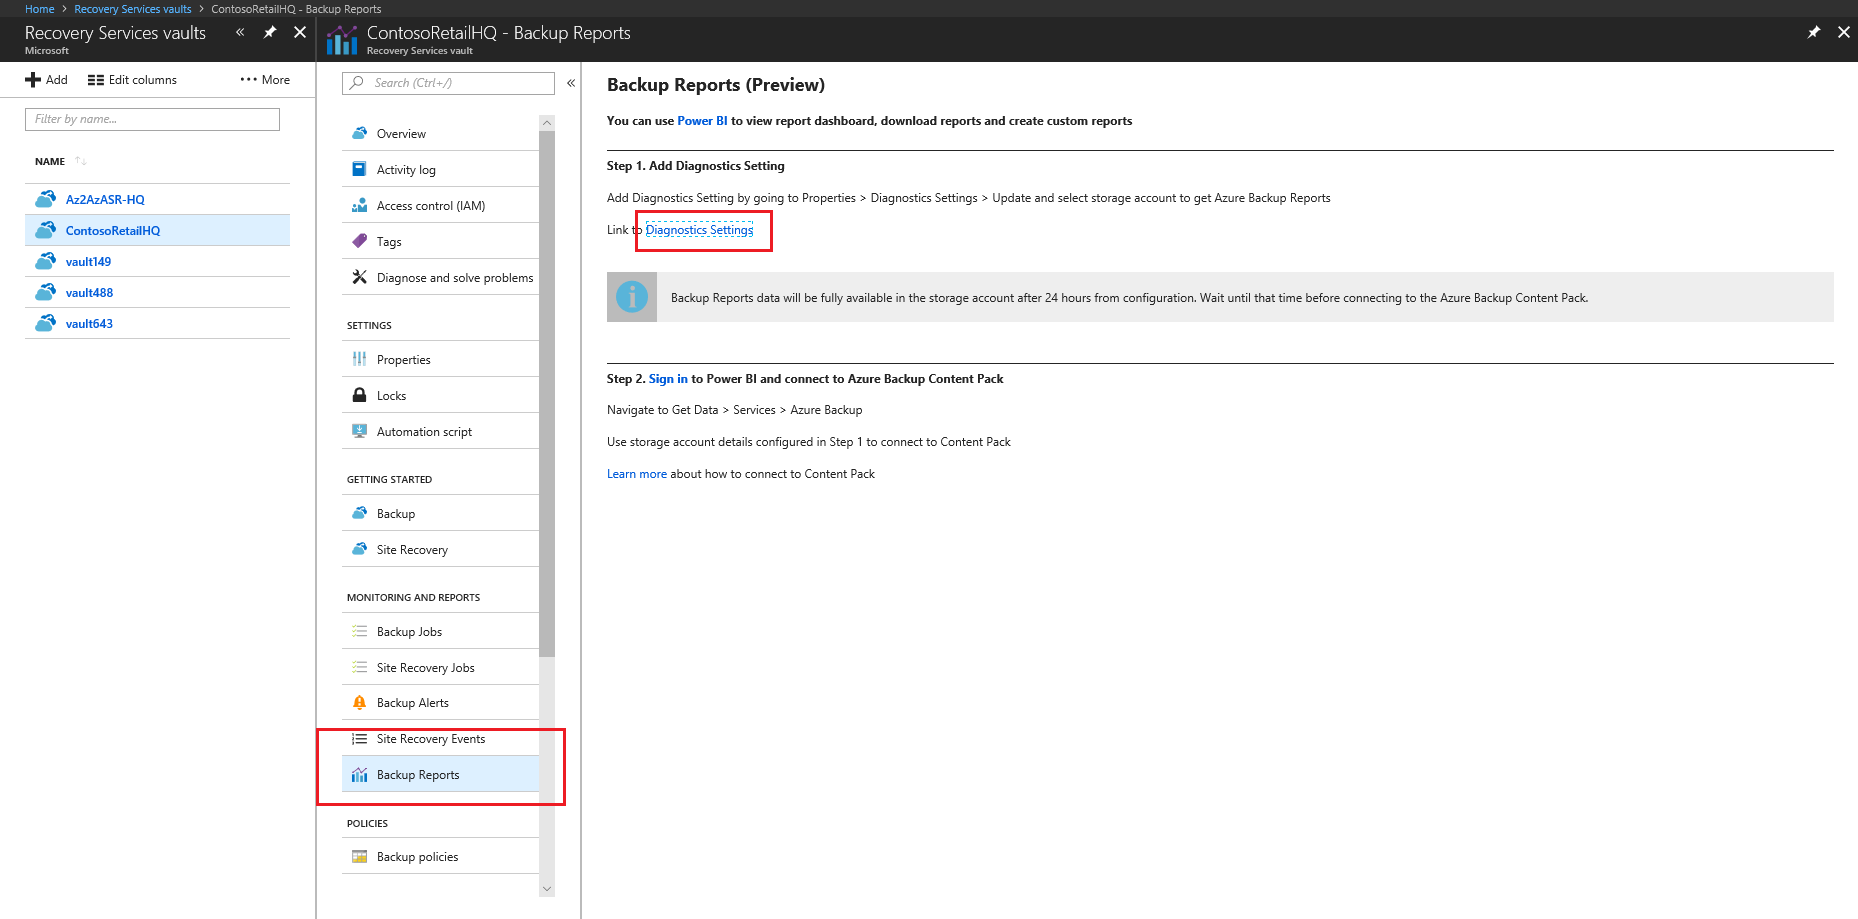 Home > Recovery Services vaults > ContosoRetailHQ - Backup Reports
Recovery Services vaults
Microsoft
Add
Edit columns
More
Filter by name...
NAME
Az2AzASR-HQ
ContosoRetailHQ
vault149
vault488
vault643
ContosoRetailHQ - Backup Reports
Recovery Services vault
Search (Ctrl+/)
Overview
Activity log
Access control (IAM)
Tags
Diagnose and solve problems
SETTINGS
Properties
Locks
Automation script
GETTING STARTED
Backup
Site Recovery
MONITORING AND REPORTS
Backup Jobs
Site Recovery Jobs
Backup Alerts
Site Recovery Events
Backup Reports
POLICIES
Backup policies
Backup Reports (Preview)
You can use Power BI to view report dashboard, download reports and create custom reports
Step 1. Add Diagnostics Setting
Add Diagnostics Setting by going to Properties > Diagnostics Settings > Update and select storage account to get Azure Backup Reports
Link to Diagnostics Settings
Backup Reports data will be fully available in the storage account after 24 hours from configuration. Wait until that time before connecting to the Azure Backup Content Pack.
Step 2. Sign in to Power BI and connect to Azure Backup Content Pack
Navigate to Get Data > Services > Azure Backup
Use storage account details configured in Step 1 to connect to Content Pack
Learn more about how to connect to Content Pack